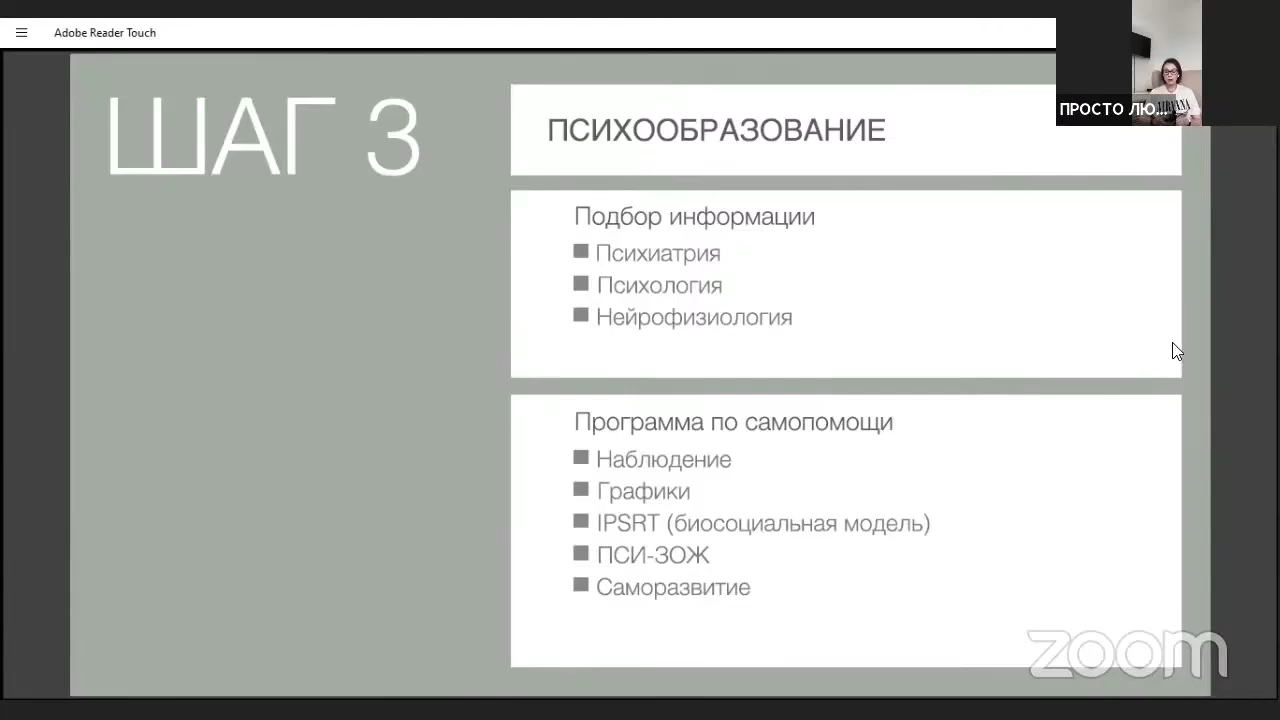 Adobe Reader Touch
ПРОСТО ЛЮ...
NIRVANA
ШАГ 3
ПСИХООБРАЗОВАНИЕ
Подбор информации
Психиатрия
Психология
Нейрофизиология
Программа по самопомощи
Наблюдение
Графики
IPSRT (биосоциальная модель)
ПСИ-ЗОЖ
Саморазвитие
zoom